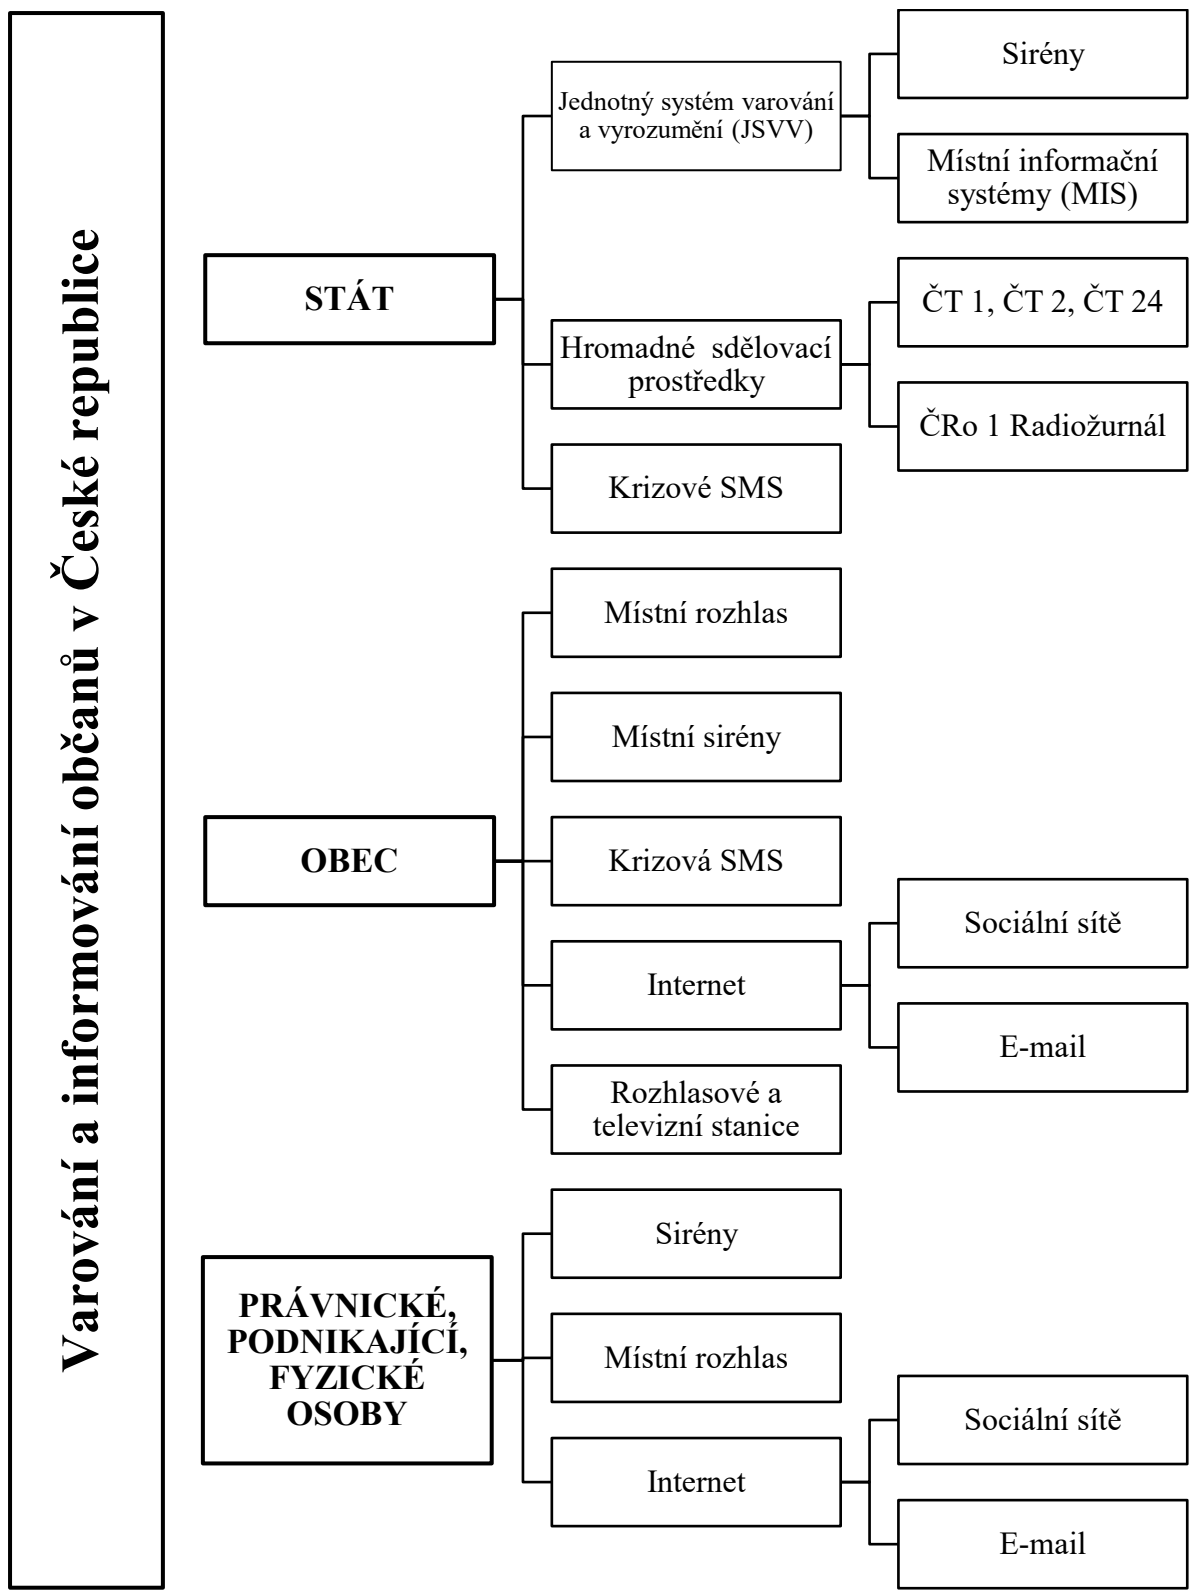 Varování a informování občanů v České republice
STÁT
Jednotný systém varování
a vyrozumění (JSVV)
Sirény
Místní informační
systémy (MIS)
Hromadné sdělovací
prostředky
ČT 1, ČT 2, ČT 24
ČRo 1 Radiožurnál
Krizové SMS
OBEC
Místní rozhlas
Místní sirény
Krizová SMS
Internet
Sociální sítě
E-mail
Rozhlasové a
televizní stanice
PRÁVNICKÉ,
PODNIKAJÍCÍ,
FYZICKÉ
OSOBY
Sirény
Místní rozhlas
Internet
Sociální sítě
E-mail